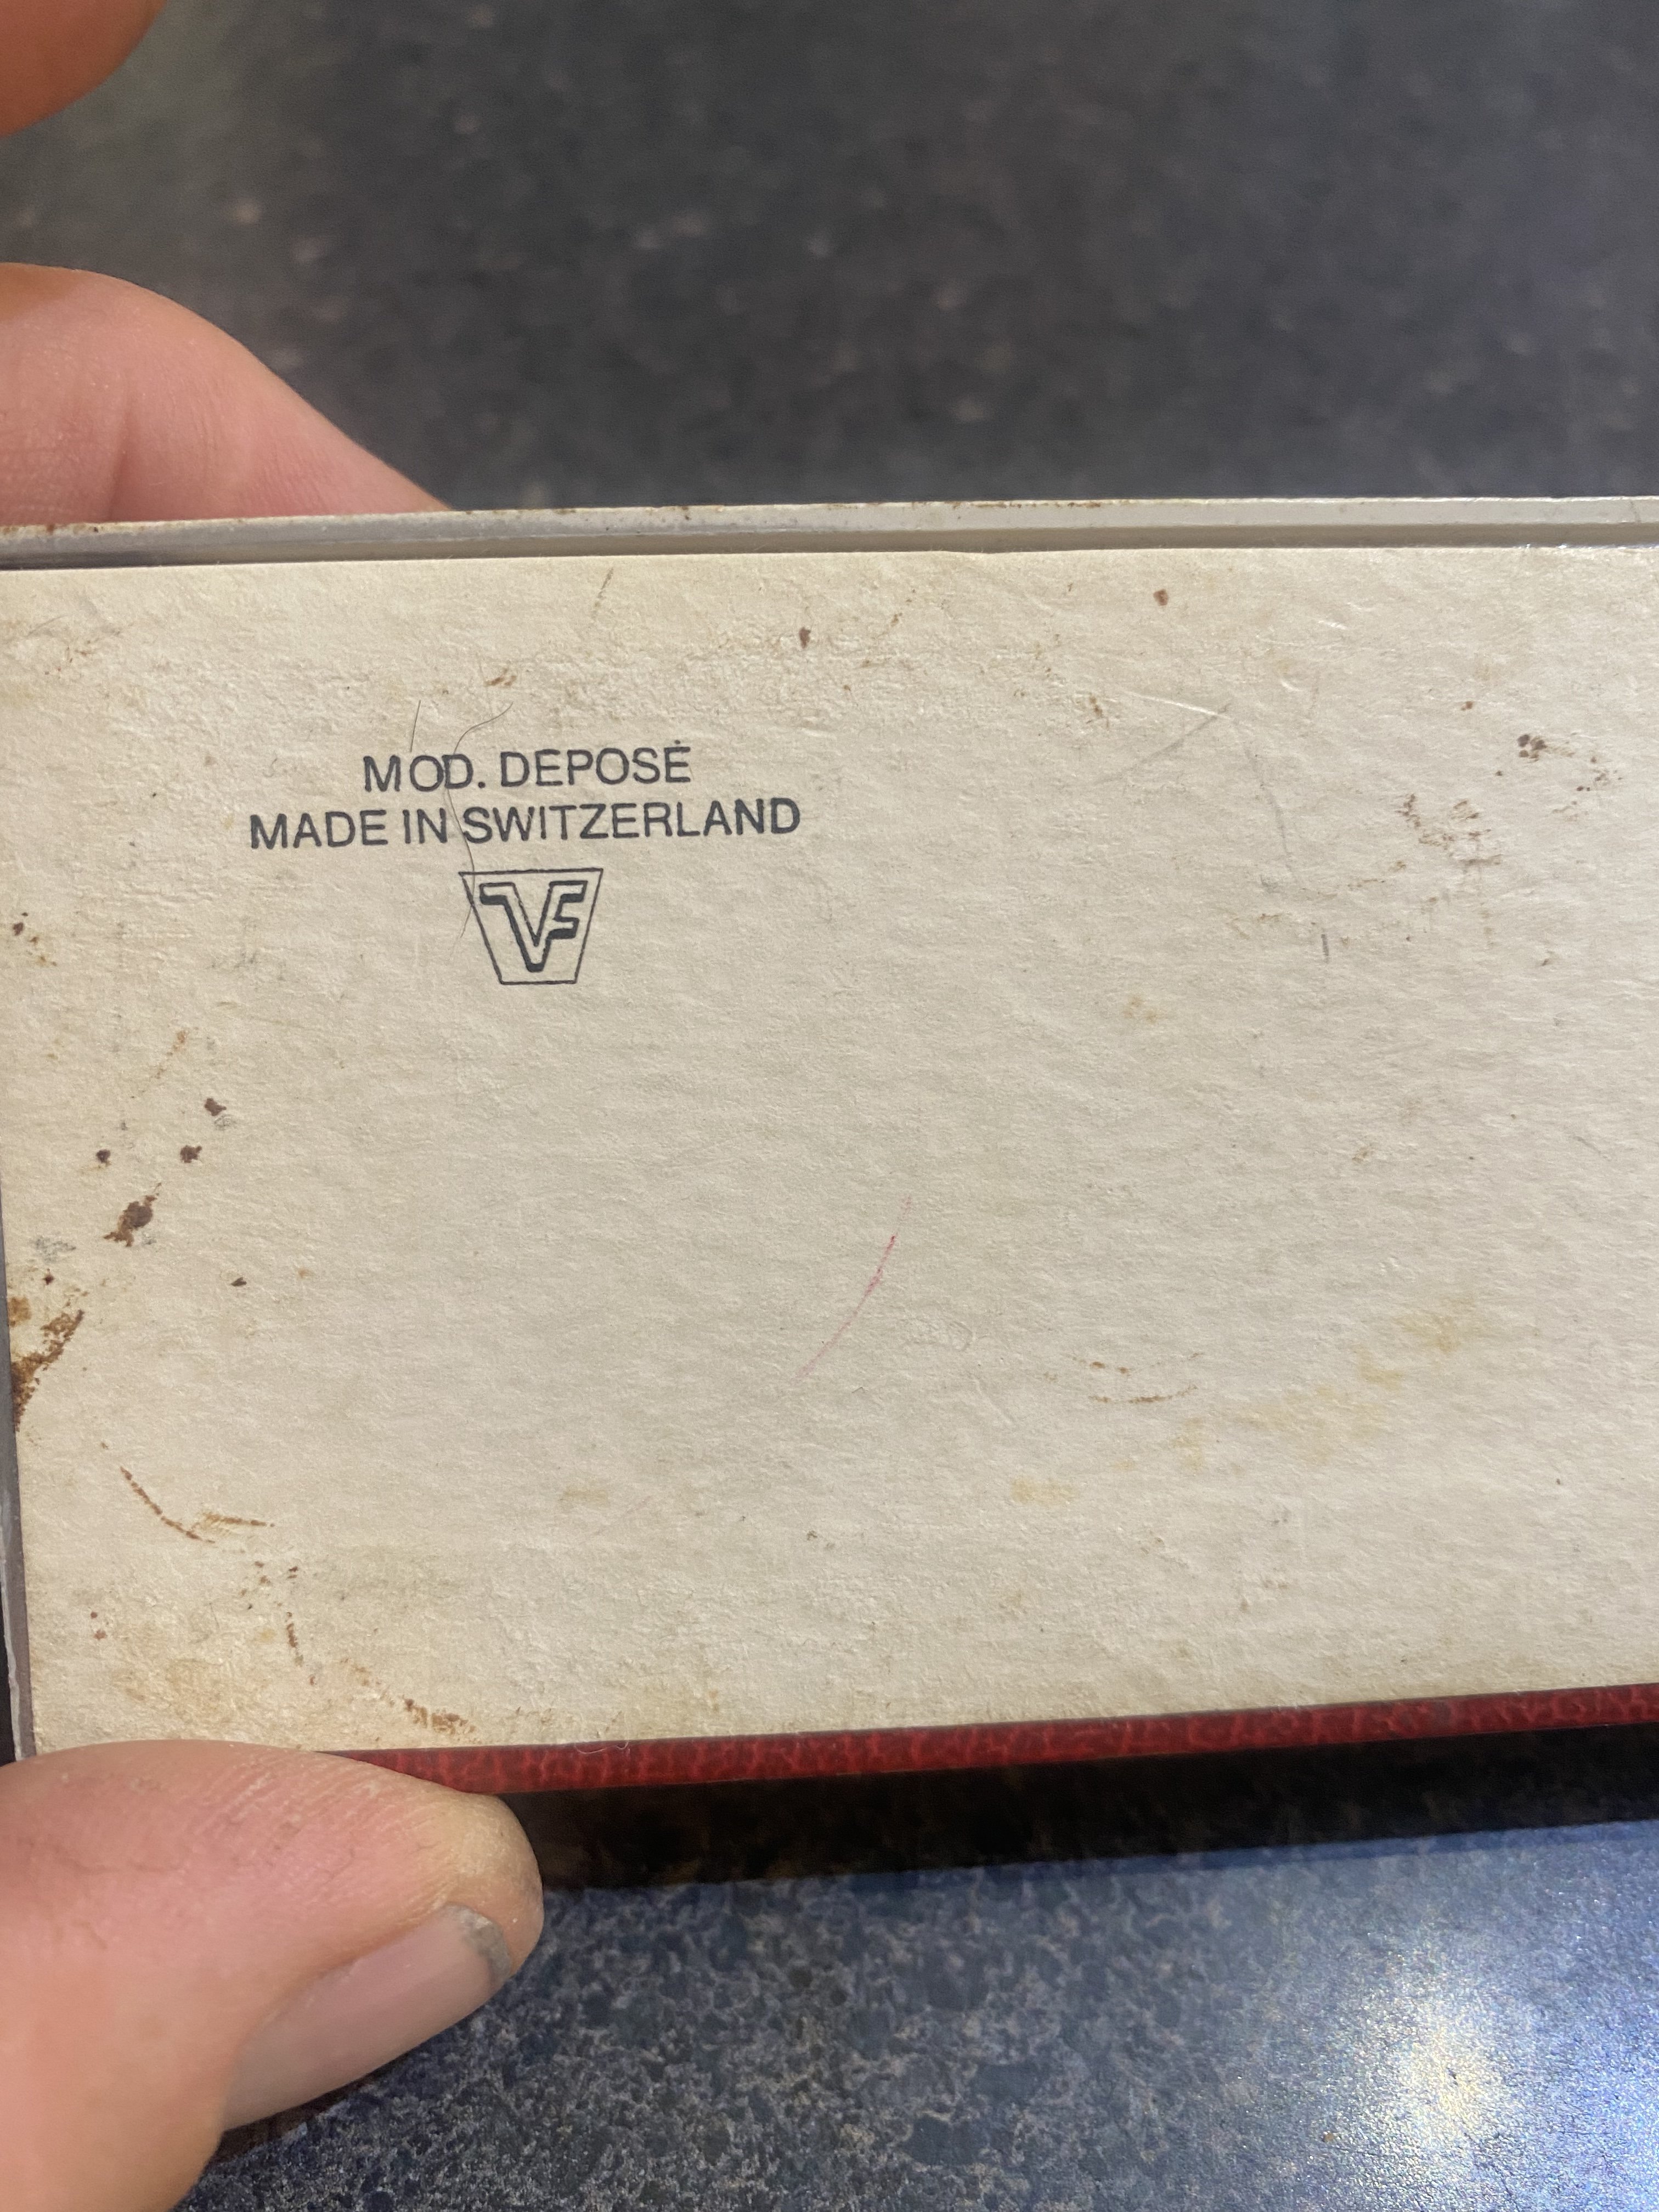 MOD. DEPOSÉ
MADE IN SWITZERLAND
VF